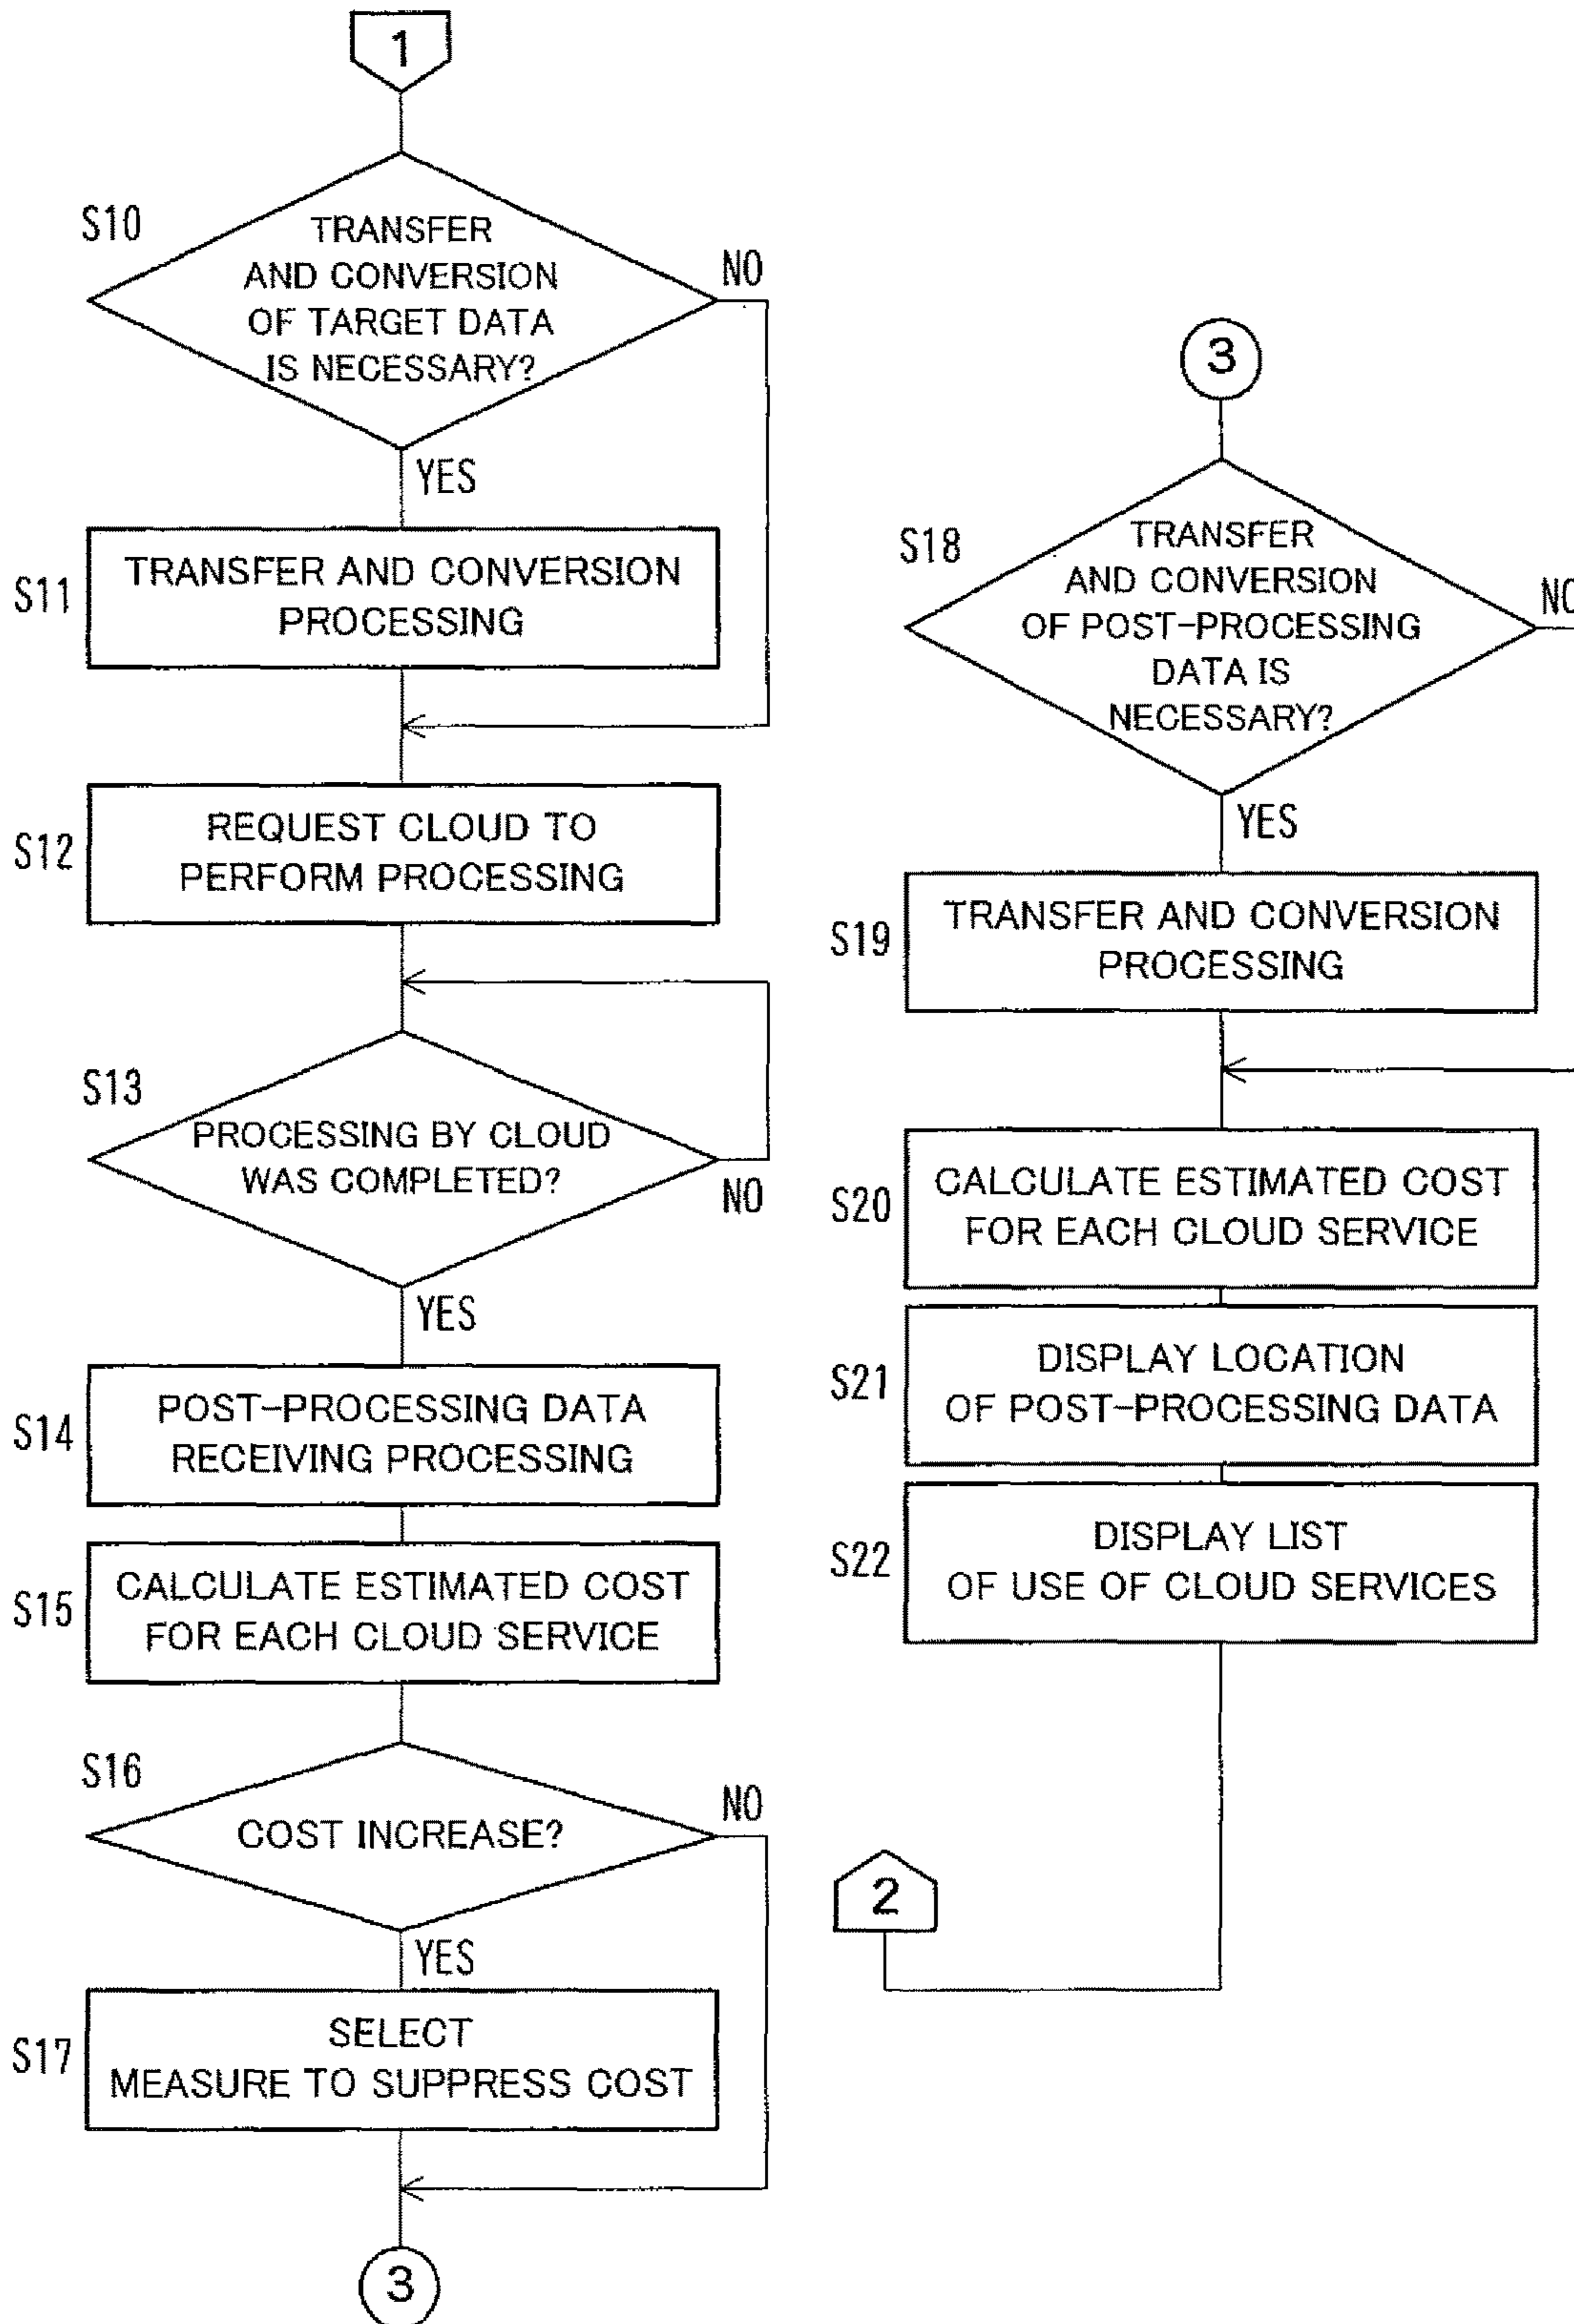 1
S10
TRANSFER
AND CONVERSION
OF TARGET DATA
IS NECESSARY?
NO
YES
S11
TRANSFER AND CONVERSION
PROCESSING
S12
REQUEST CLOUD TO
PERFORM PROCESSING
S13
PROCESSING BY CLOUD
WAS COMPLETED?
NO
YES
S14
POST-PROCESSING DATA
RECEIVING PROCESSING
S15
CALCULATE ESTIMATED COST
FOR EACH CLOUD SERVICE
S16
COST INCREASE?
NO
YES
S17
SELECT
MEASURE TO SUPPRESS COST
3
3
S18
TRANSFER
AND CONVERSION
OF POST-PROCESSING
DATA IS
NECESSARY?
NO
YES
S19
TRANSFER AND CONVERSION
PROCESSING
S20
CALCULATE ESTIMATED COST
FOR EACH CLOUD SERVICE
S21
DISPLAY LOCATION
OF POST-PROCESSING DATA
S22
DISPLAY LIST
OF USE OF CLOUD SERVICES
2